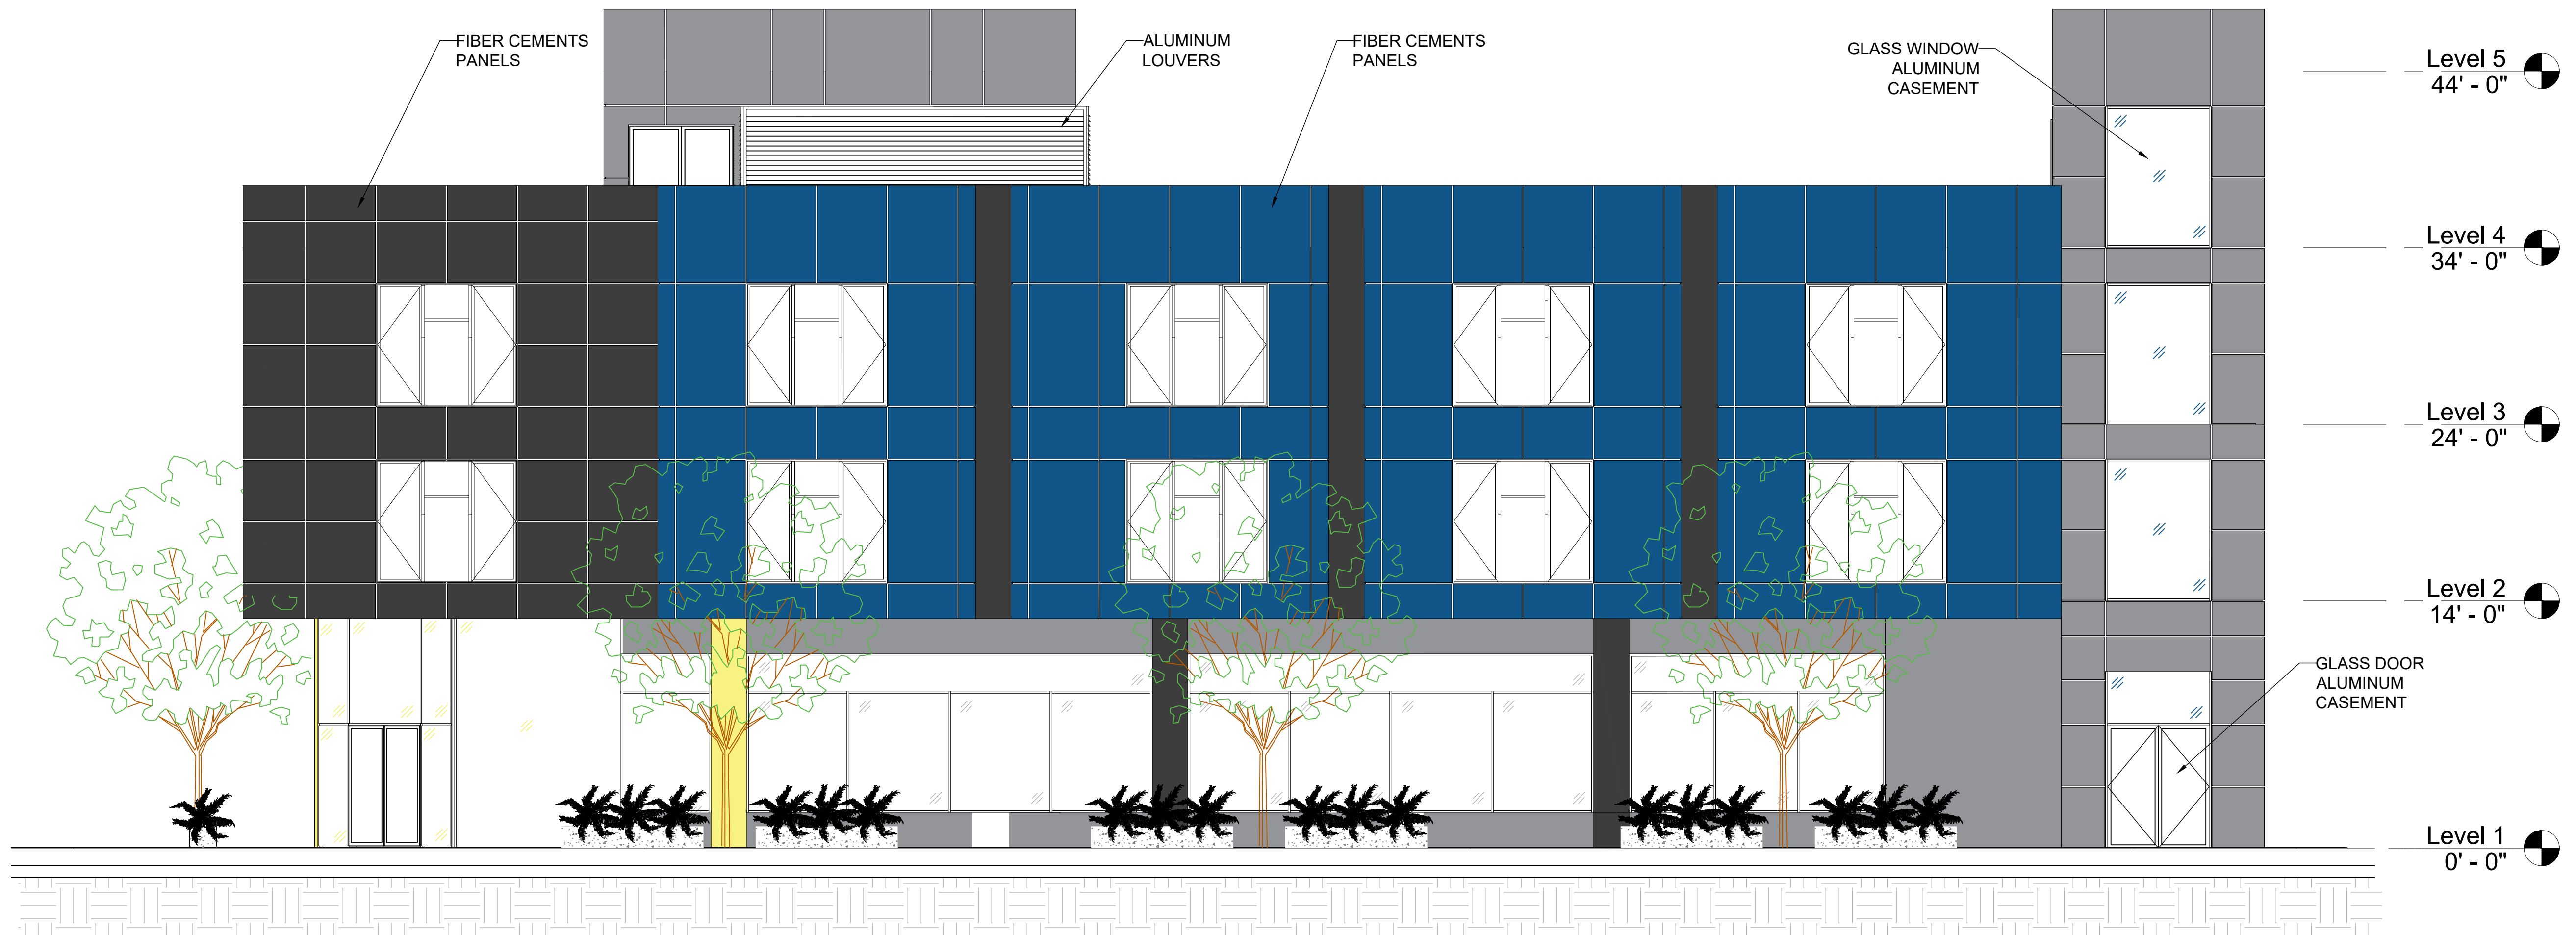 FIBER CEMENTS
PANELS
ALUMINUM
LOUVERS
FIBER CEMENTS
PANELS
GLASS WINDOW
ALUMINUM
CASEMENT
Level 5
44' - 0"
Level 4
34' - 0"
Level 3
24' - 0"
Level 2
14' - 0"
GLASS DOOR
ALUMINUM
CASEMENT
Level 1
0' - 0"